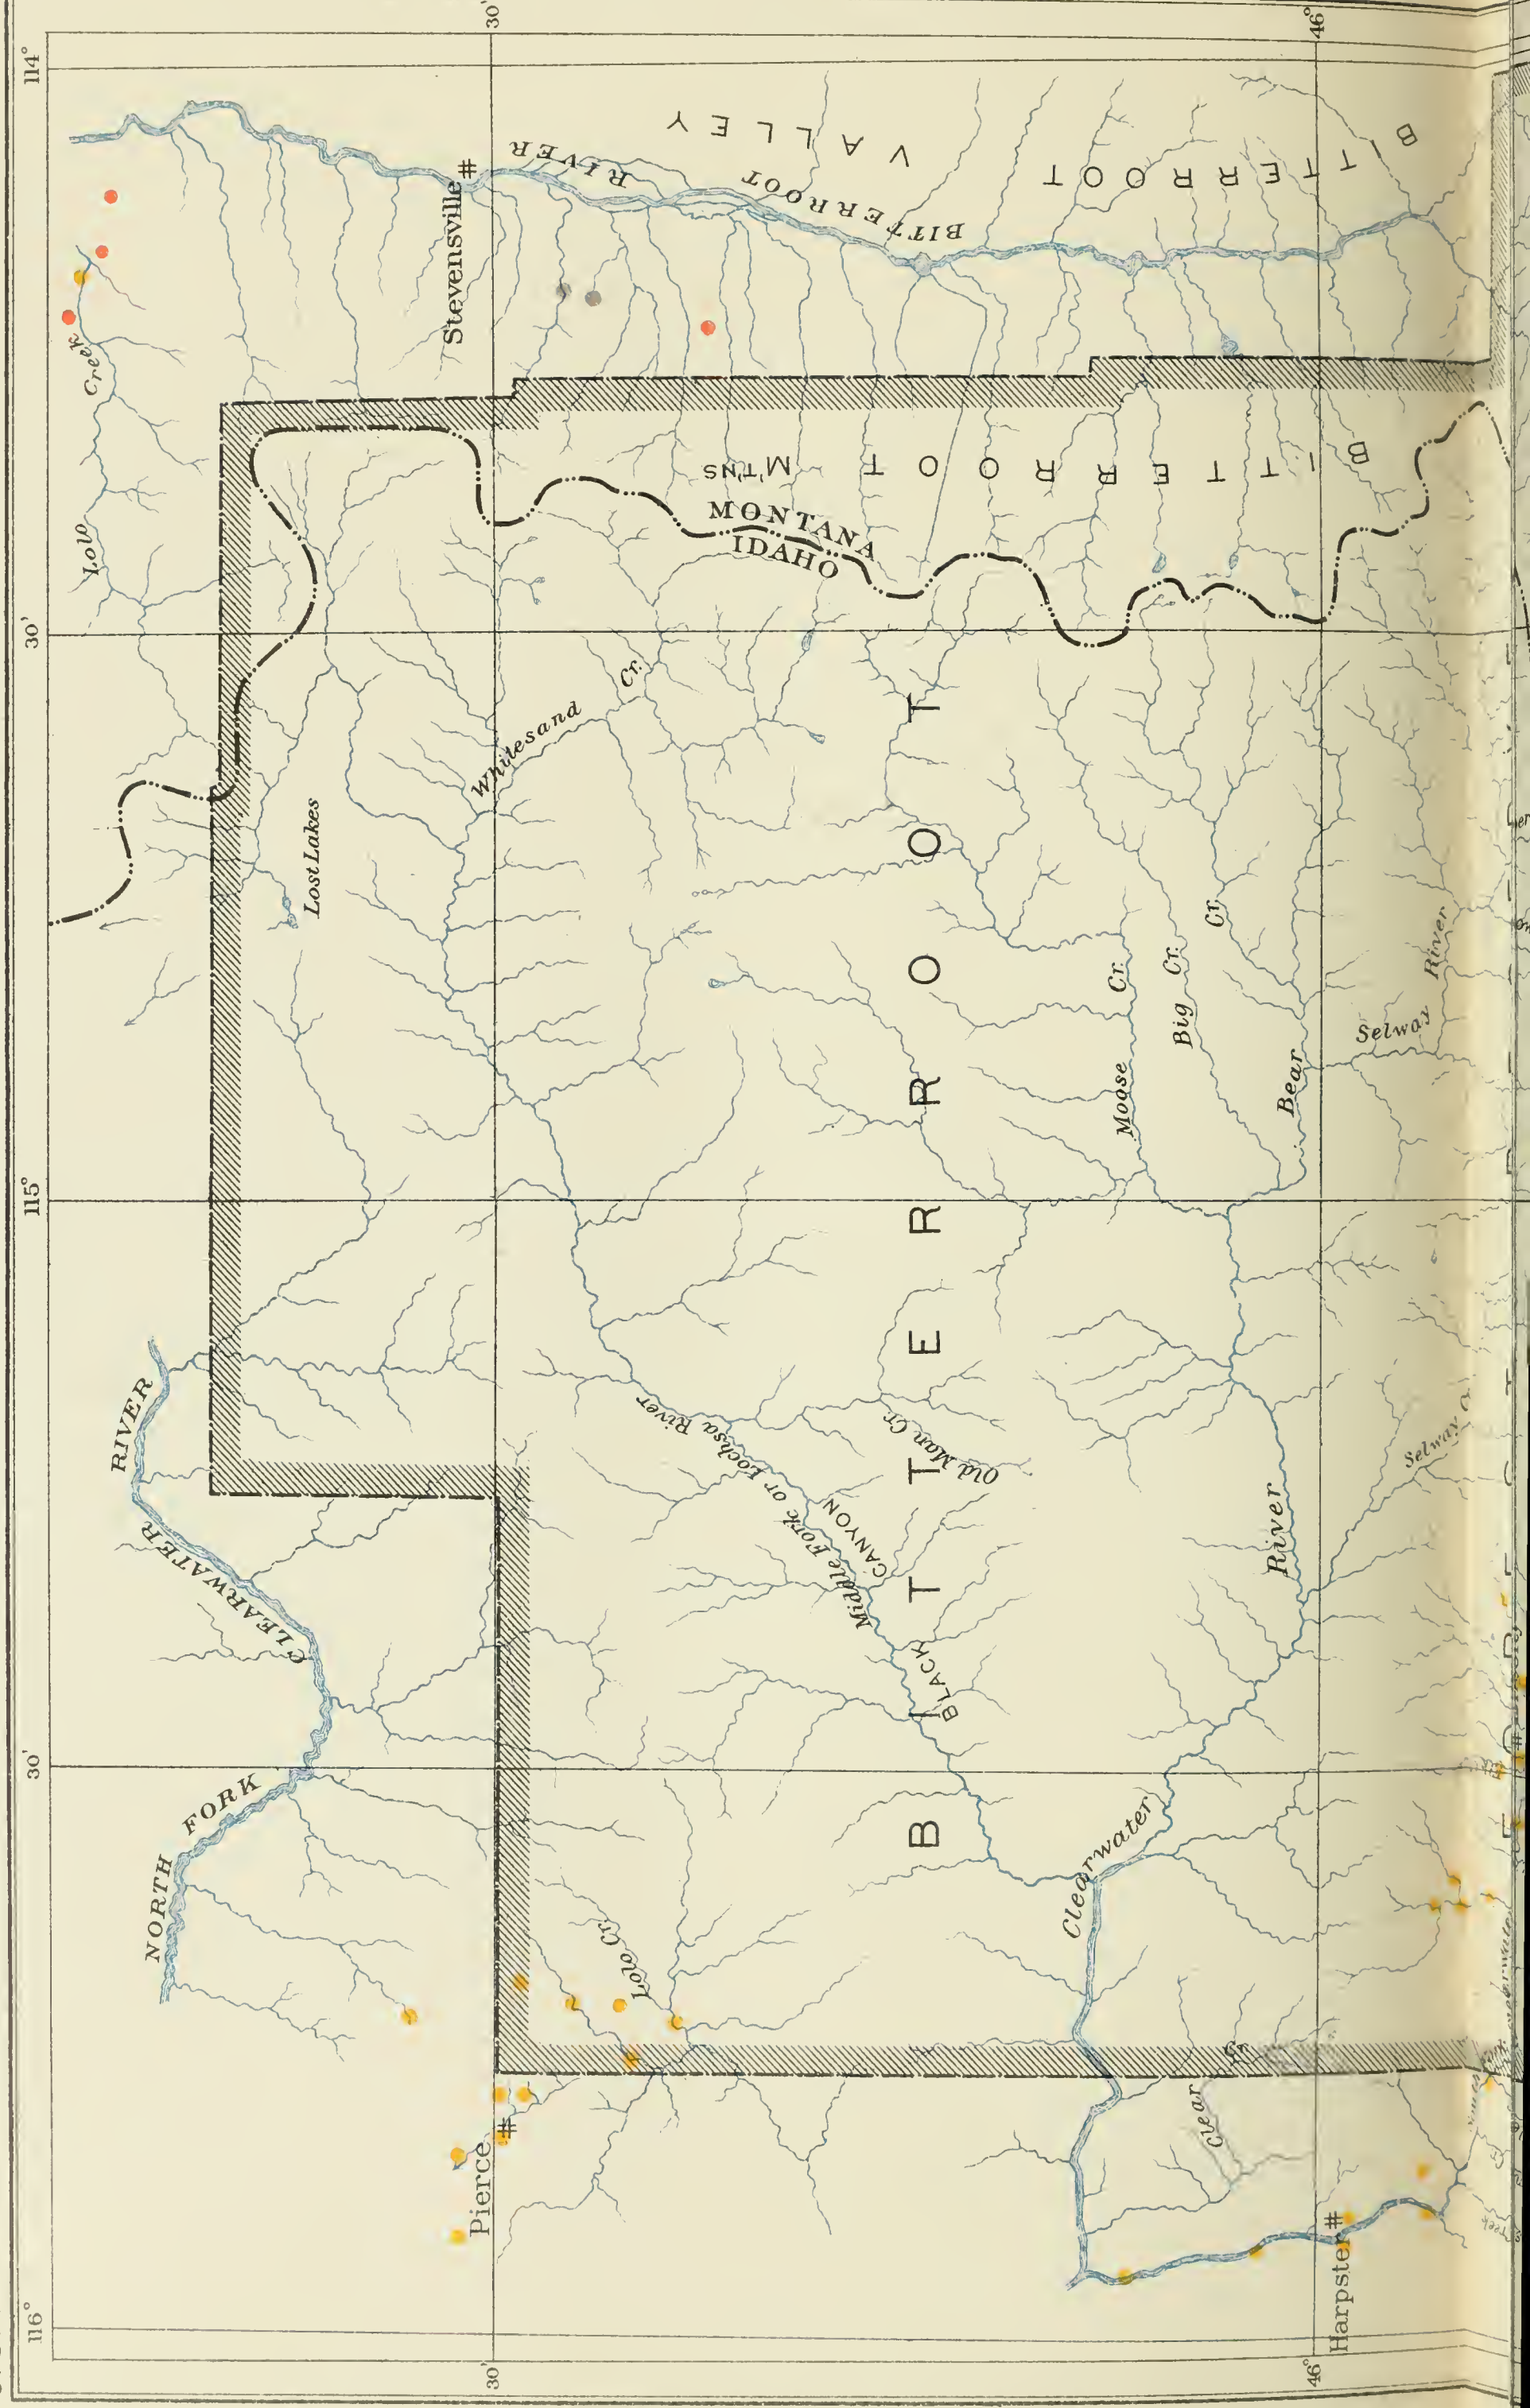 116°
30'
115°
30'
114°
30'
30'
46°
46°
NORTH FORK CLEARWATER RIVER
Lolo Creek
Lost Lakes
Stevensville
BITTERROOT RIVER
BITTERROOT VALLEY
BITTERROOT M'T'NS
MONTANA
IDAHO
Whitesand Cr.
Pierce
Lolo Cr.
Middle Fork or Lochsa River
BLACK CANYON
Old Man Cr.
BITTERROOT
Moose Cr.
Big Cr.
Cr.
Bear
Selway River
Clearwater River
Selway
Clear Cr.
Harpster